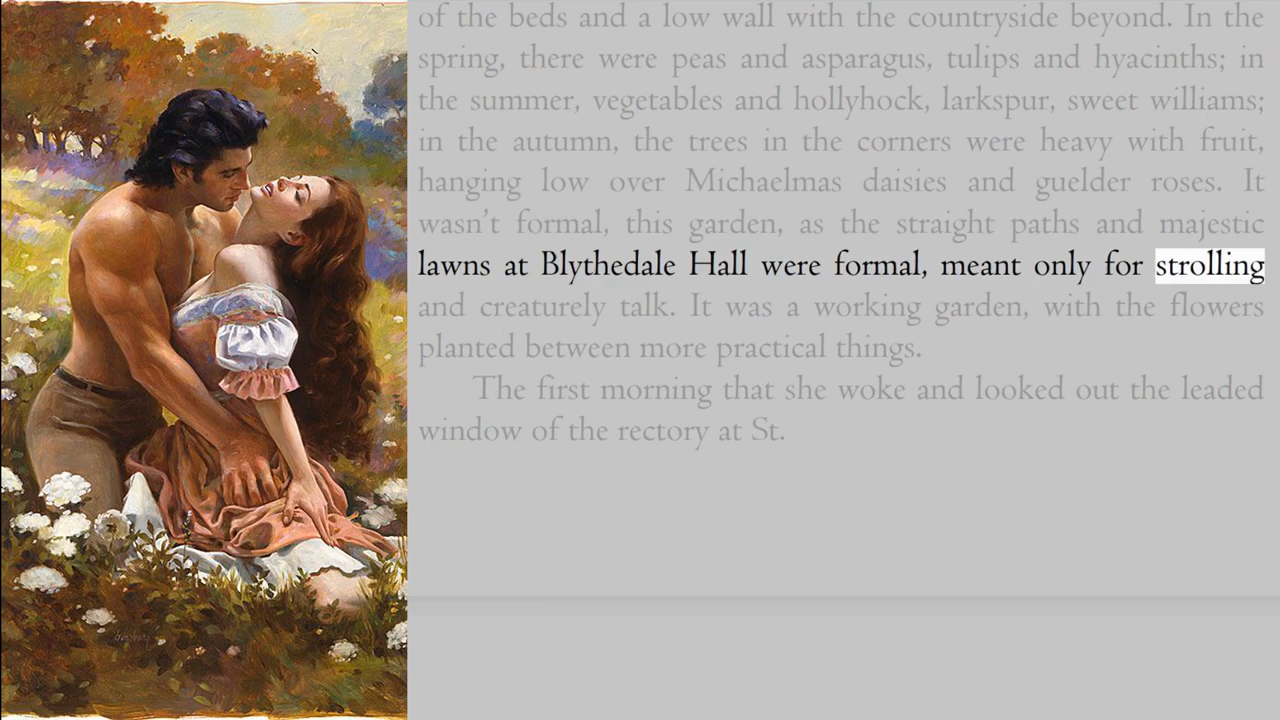 of the beds and a low wall with the countryside beyond. In the
spring, there were peas and asparagus, tulips and hyacinths; in
the summer, vegetables and hollyhock, larkspur, sweet williams;
in the autumn, the trees in the corners were heavy with fruit,
hanging low over Michaelmas daisies and guelder roses. It
wasn't formal, this garden, as the straight paths and majestic
lawns at Blythedale Hall were formal, meant only for strolling
and creaturely talk. It was a working garden, with the flowers
planted between more practical things.
The first morning that she woke and looked out the leaded
window of the rectory at St.